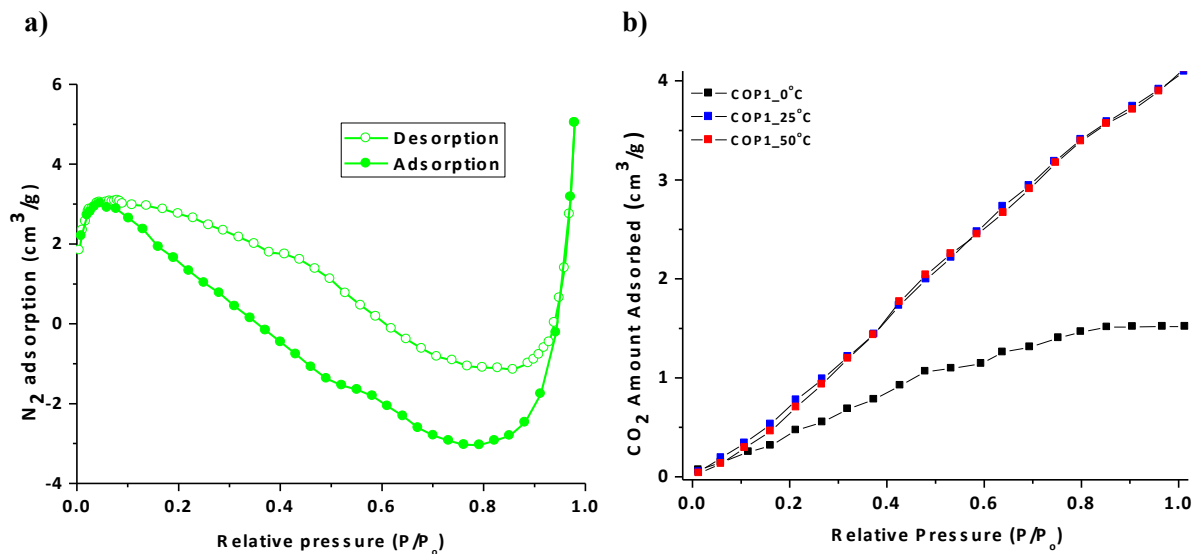 a)
N2 adsorption (cm3/g)
6
4
2
0
-2
-4
Desorption
Adsorption
0.0 0.2 0.4 0.6 0.8 1.0
Relative pressure (P/Po)
b)
CO2 Amount Adsorbed (cm3/g)
4
3
2
1
0
COP1_0°C
COP1_25°C
COP1_50°C
0.0 0.2 0.4 0.6 0.8 1.0
Relative Pressure (P/Po)